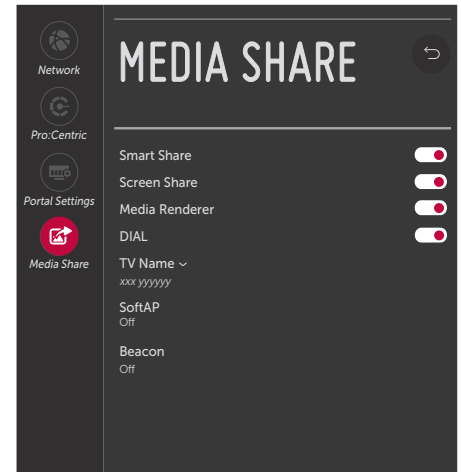 Network
Pro:Centric
Portal Settings
Media Share
MEDIA SHARE
Smart Share
Screen Share
Media Renderer
DIAL
TV Name
xxx yyyyyy
SoftAP
Off
Beacon
Off